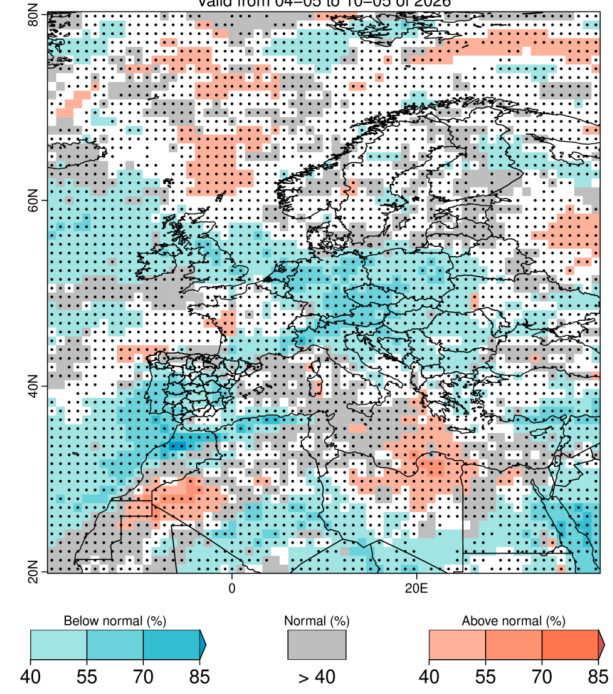 Valid from 04−05 to 10−05 of 2026
80N
60N
40N
20N
0 20E
Below normal (%) Normal (%) Above normal (%)
40 55 70 85 > 40 40 55 70 85